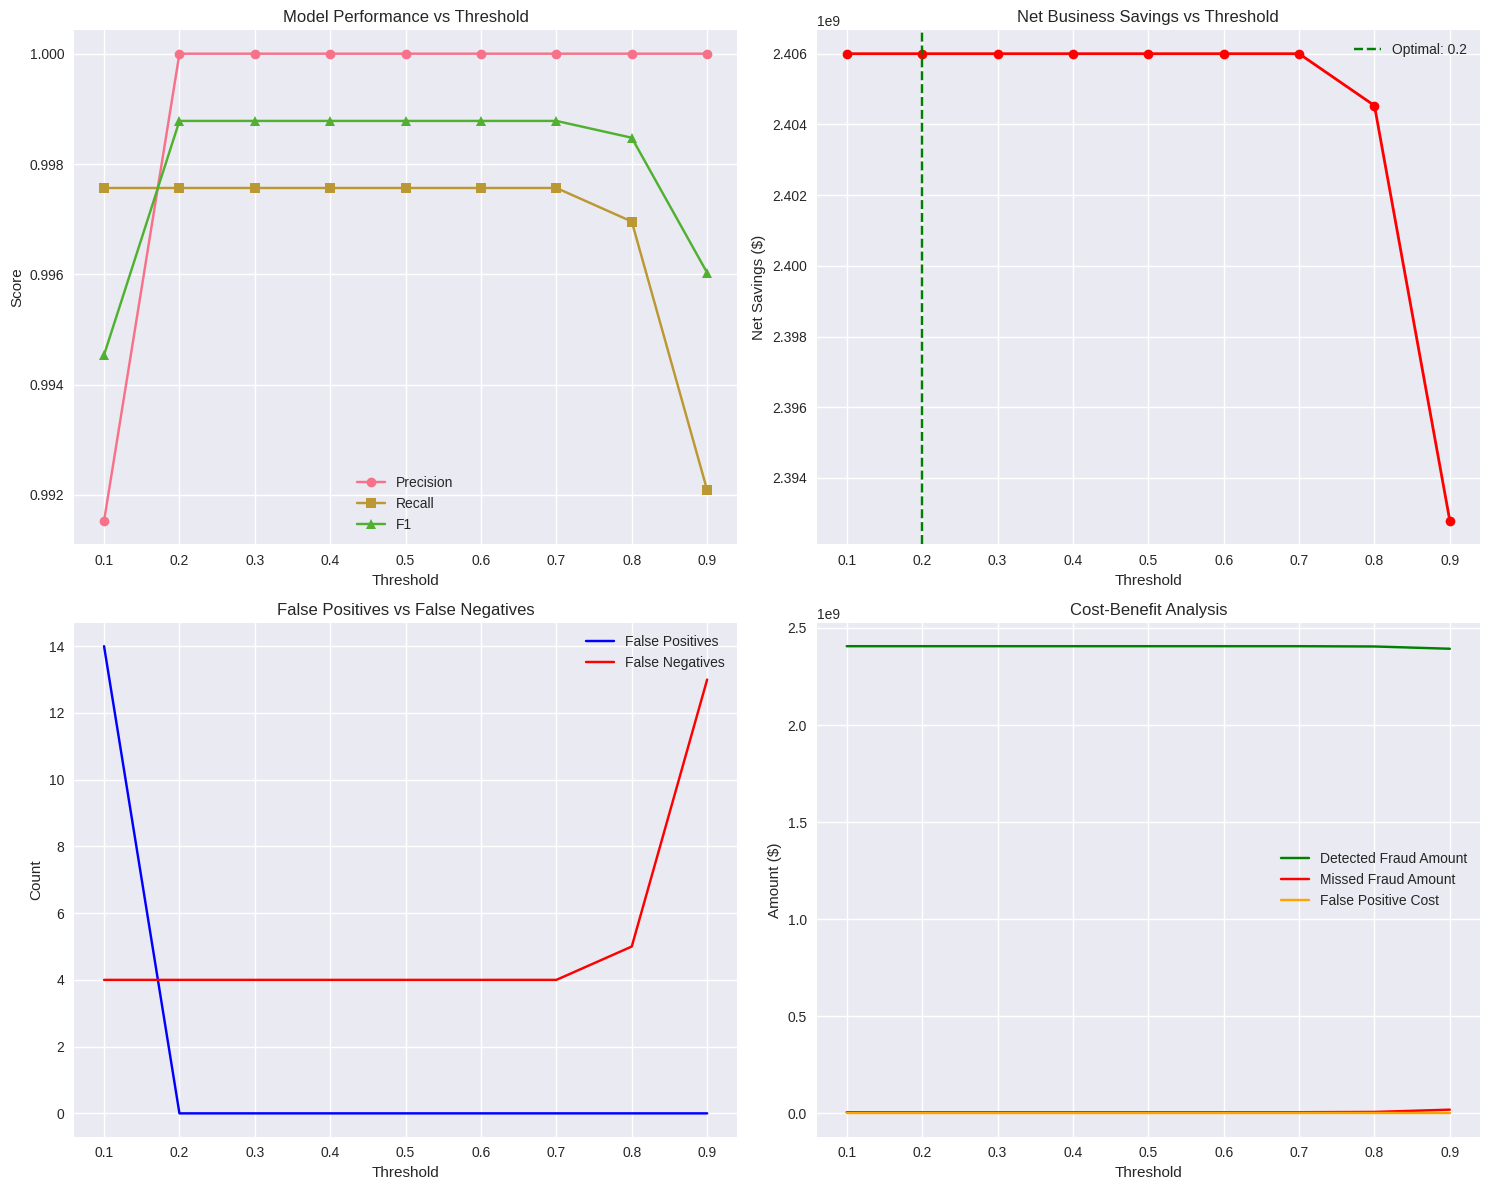 Model Performance vs Threshold
1.000
0.998
0.996
0.994
0.992
Score
Precision
Recall
F1
0.1 0.2 0.3 0.4 0.5 0.6 0.7 0.8 0.9
Threshold
Net Business Savings vs Threshold
1e9
2.406
2.404
2.402
2.400
2.398
2.396
2.394
Net Savings ($)
Optimal: 0.2
0.1 0.2 0.3 0.4 0.5 0.6 0.7 0.8 0.9
Threshold
False Positives vs False Negatives
14
12
10
8
6
4
2
0
Count
False Positives
False Negatives
0.1 0.2 0.3 0.4 0.5 0.6 0.7 0.8 0.9
Threshold
Cost-Benefit Analysis
1e9
2.5
2.0
1.5
1.0
0.5
0.0
Amount ($)
Detected Fraud Amount
Missed Fraud Amount
False Positive Cost
0.1 0.2 0.3 0.4 0.5 0.6 0.7 0.8 0.9
Threshold